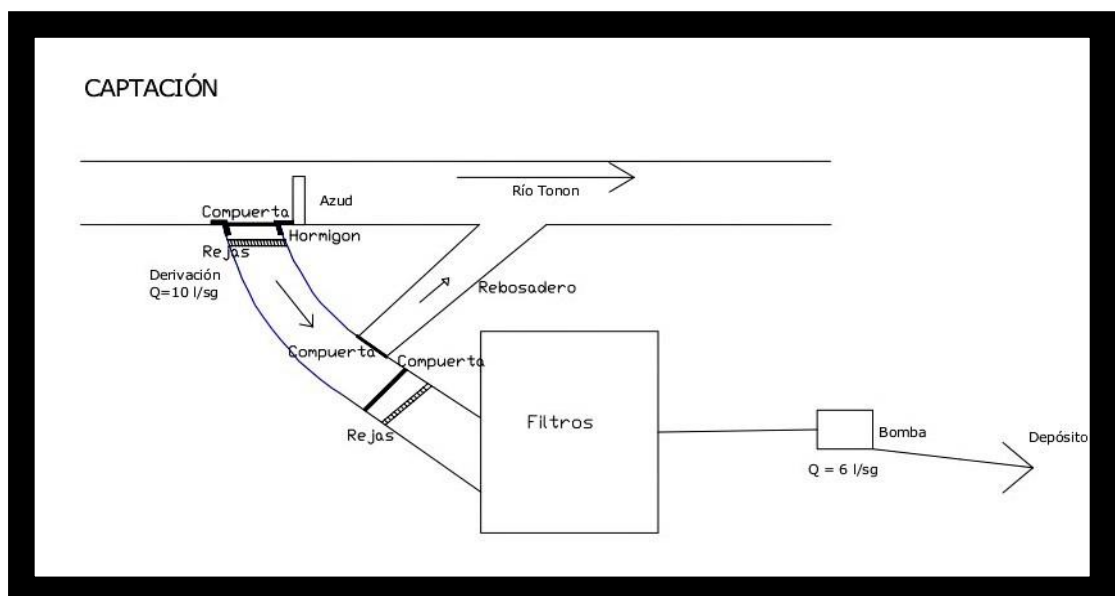 CAPTACIÓN
Río Tonon
Azud
Compuerta
Hormigon
Rejas
Derivación
Q=10 l/sg
Rebosadero
Compuerta
Compuerta
Rejas
Filtros
Bomba
Q = 6 l/sg
Depósito